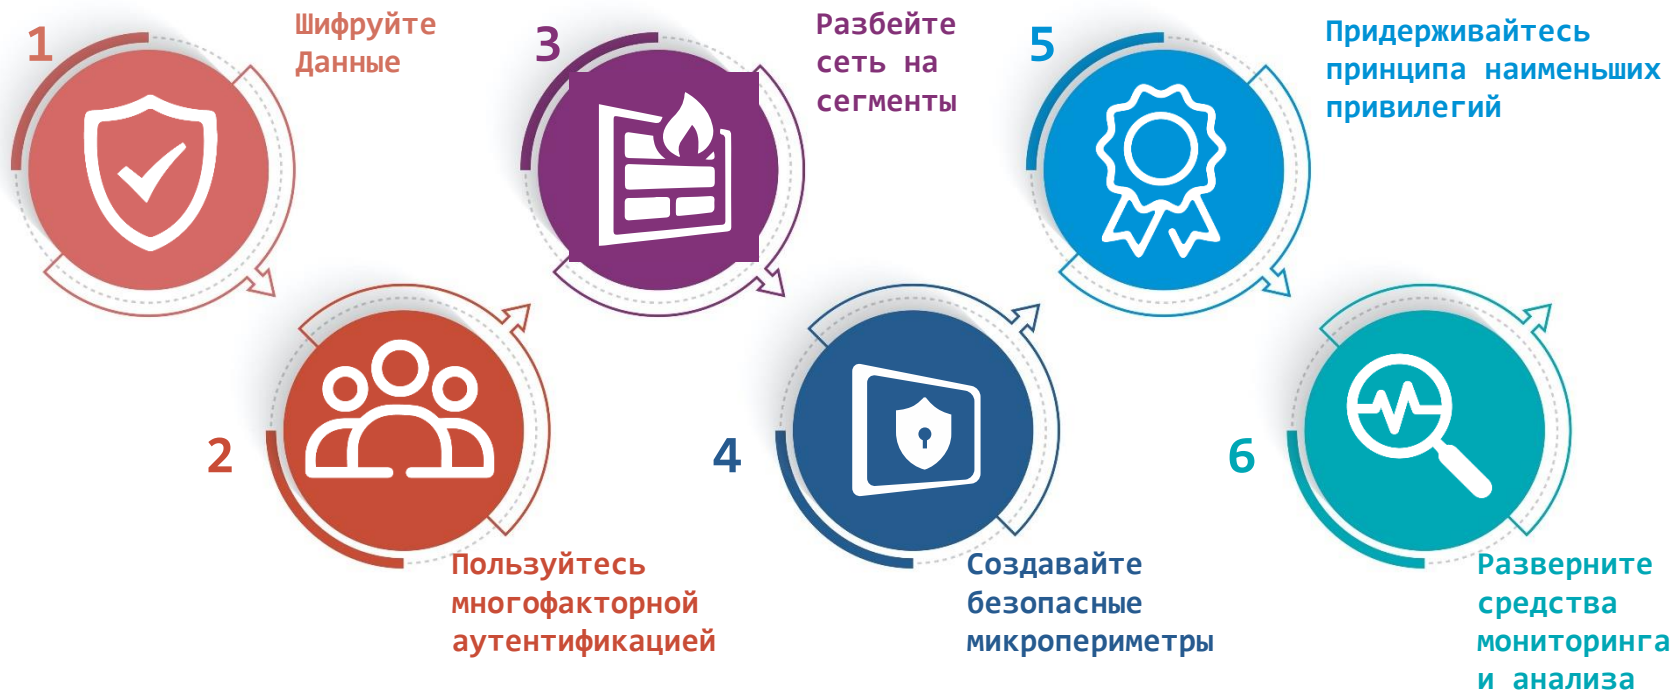 1
Шифруйте
Данные
2
Пользуйтесь
многофакторной
аутентификацией
3
Разбейте
сеть на
сегменты
4
Создавайте
безопасные
микропериметры
5
Придерживайтесь
принципа наименьших
привилегий
6
Разверните
средства
мониторинга
и анализа